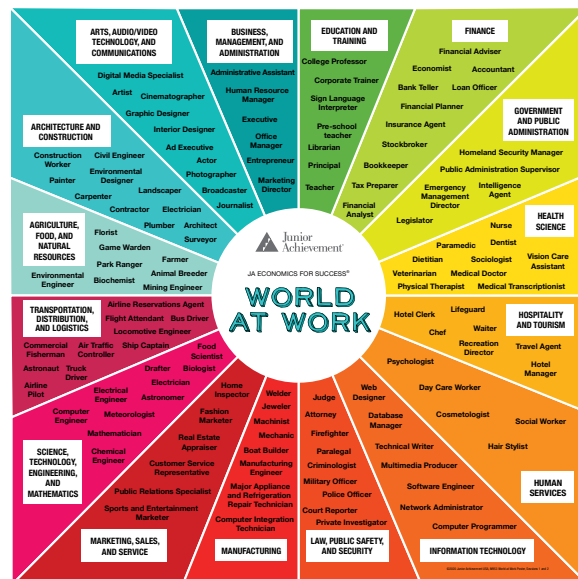 ARTS, AUDIO/VIDEO
TECHNOLOGY, AND
COMMUNICATIONS
Digital Media Specialist
Artist
Cinematographer
Graphic Designer
Interior Designer
Ad Executive
Actor
Photographer
Broadcaster
Journalist
BUSINESS,
MANAGEMENT, AND
ADMINISTRATION
Administrative Assistant
Human Resource
Manager
Executive
Office
Manager
Entrepreneur
Marketing
Director
EDUCATION AND
TRAINING
College Professor
Corporate Trainer
Sign Language
Interpreter
Pre-school
teacher
Librarian
Principal
Teacher
FINANCE
Financial Adviser
Economist
Accountant
Bank Teller
Loan Officer
Financial Planner
Insurance Agent
Stockbroker
Bookkeeper
Tax Preparer
Financial
Analyst
GOVERNMENT
AND PUBLIC
ADMINISTRATION
Homeland Security Manager
Public Administration Supervisor
Emergency
Management
Director
Intelligence
Agent
Legislator
ARCHITECTURE AND
CONSTRUCTION
Construction
Worker
Civil Engineer
Painter
Environmental
Designer
Carpenter
Landscaper
Contractor
Electrician
Plumber
Architect
Surveyor
HEALTH
SCIENCE
Nurse
Paramedic
Dentist
Dietitian
Sociologist
Vision Care
Assistant
Veterinarian
Medical Doctor
Physical Therapist
Medical Transcriptionist
AGRICULTURE,
FOOD, AND
NATURAL
RESOURCES
Florist
Game Warden
Farmer
Park Ranger
Animal Breeder
Environmental
Engineer
Biochemist
Mining Engineer
Junior
Achievement™
JA ECONOMICS FOR SUCCESS®
WORLD
AT WORK
TRANSPORTATION,
DISTRIBUTION,
AND LOGISTICS
Airline Reservations Agent
Flight Attendant
Bus Driver
Locomotive Engineer
Commercial
Fisherman
Air Traffic
Controller
Ship Captain
Astronaut
Truck
Driver
Airline
Pilot
HOSPITALITY
AND TOURISM
Hotel Clerk
Lifeguard
Chef
Waiter
Recreation
Director
Travel Agent
Hotel
Manager
SCIENCE,
TECHNOLOGY,
ENGINEERING,
AND
MATHEMATICS
Food
Scientist
Drafter
Biologist
Electrician
Electrical
Engineer
Astronomer
Computer
Engineer
Meteorologist
Mathematician
Chemical
Engineer
HUMAN
SERVICES
Psychologist
Day Care Worker
Cosmetologist
Social Worker
Hair Stylist
MARKETING, SALES,
AND SERVICE
Home
Inspector
Fashion
Marketer
Real Estate
Appraiser
Customer Service
Representative
Public Relations Specialist
Sports and Entertainment
Marketer
MANUFACTURING
Welder
Jeweler
Machinist
Mechanic
Boat Builder
Manufacturing
Engineer
Major Appliance
and Refrigeration
Repair Technician
Computer Integration
Technician
LAW, PUBLIC SAFETY,
AND SECURITY
Judge
Attorney
Firefighter
Paralegal
Criminologist
Military Officer
Police Officer
Court Reporter
Private Investigator
INFORMATION TECHNOLOGY
Web
Designer
Database
Manager
Technical Writer
Multimedia Producer
Software Engineer
Network Administrator
Computer Programmer